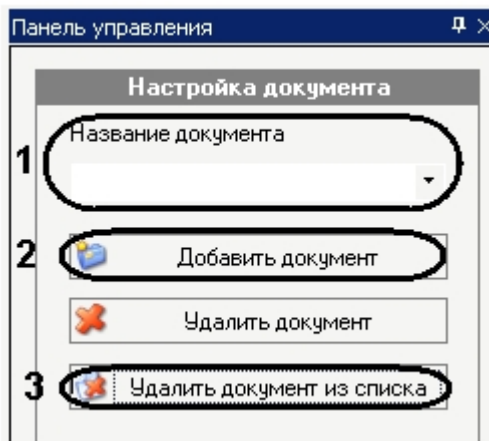 Панель управления
Настройка документа
Название документа
1
2 Добавить документ
Удалить документ
3 Удалить документ из списка